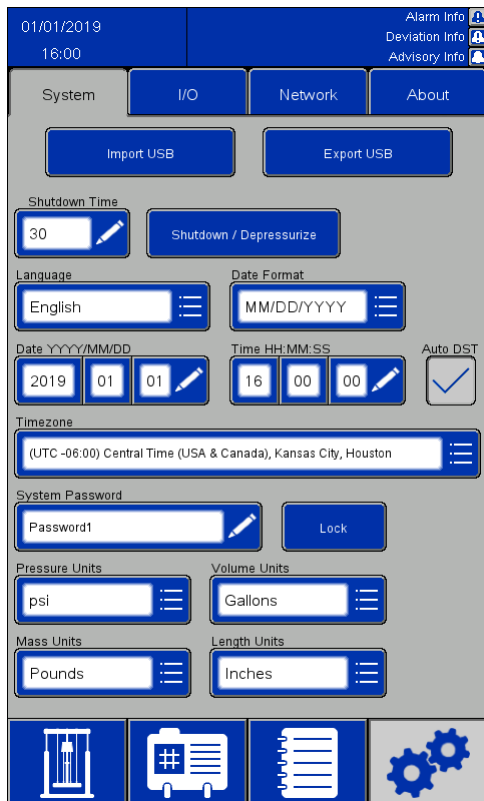 01/01/2019
16:00
Alarm Info
Deviation Info
Advisory Info
System I/O Network About
Import USB Export USB
Shutdown Time
30 Shutdown / Depressurize
Language Date Format
English MM/DD/YYYY
Date YYYY/MM/DD Time HH:MM:SS Auto DST
2019 01 01 16 00 00
Timezone
(UTC -06:00) Central Time (USA & Canada), Kansas City, Houston
System Password
Password1 Lock
Pressure Units Volume Units
psi Gallons
Mass Units Length Units
Pounds Inches
#